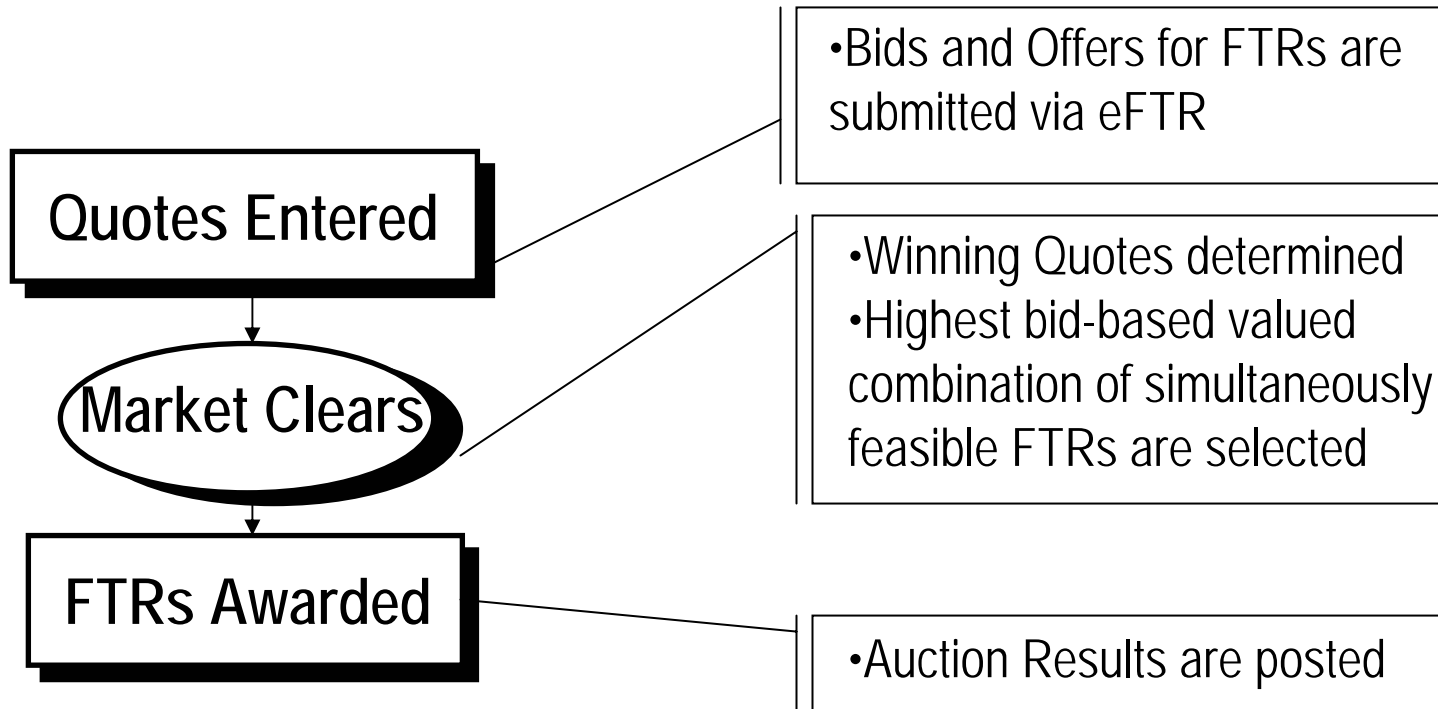 Quotes Entered
•Bids and Offers for FTRs are
submitted via eFTR
Market Clears
•Winning Quotes determined
•Highest bid-based valued
combination of simultaneously
feasible FTRs are selected
FTRs Awarded
•Auction Results are posted